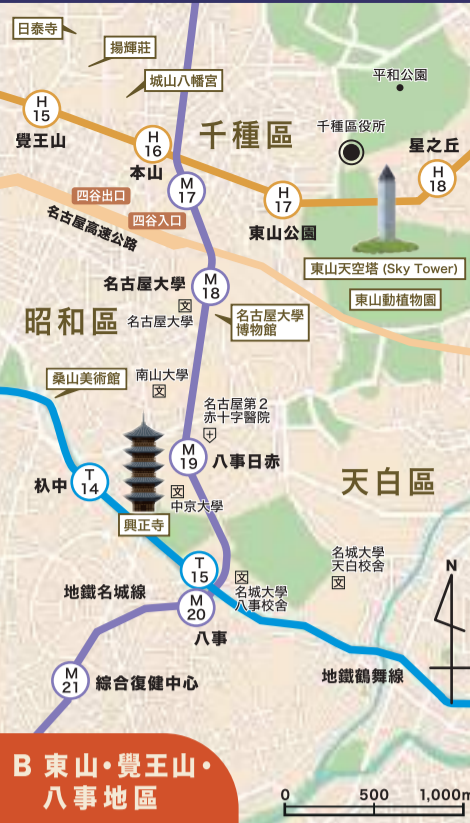 日泰寺
揚輝莊
城山八幡宮
平和公園
千種區
千種區役所
H
15
覺王山
H
16
本山
星之丘
H
18
M
17
H
17
東山公園
四谷出口
四谷入口
名古屋高速公路
東山天空塔 (Sky Tower)
東山動植物園
名古屋大學
M
18
名古屋大學
名古屋大學
博物館
昭和區
桑山美術館
南山大學
名古屋第2
赤十字醫院
M
19
八事日赤
天白區
杁中
T
14
中京大學
興正寺
T
15
名城大學
八事校舍
名城大學
天白校舍
N
地鐵名城線
M
20
八事
地鐵鶴舞線
M
21
綜合復健中心
B 東山・覺王山・
八事地區
0 500 1,000m